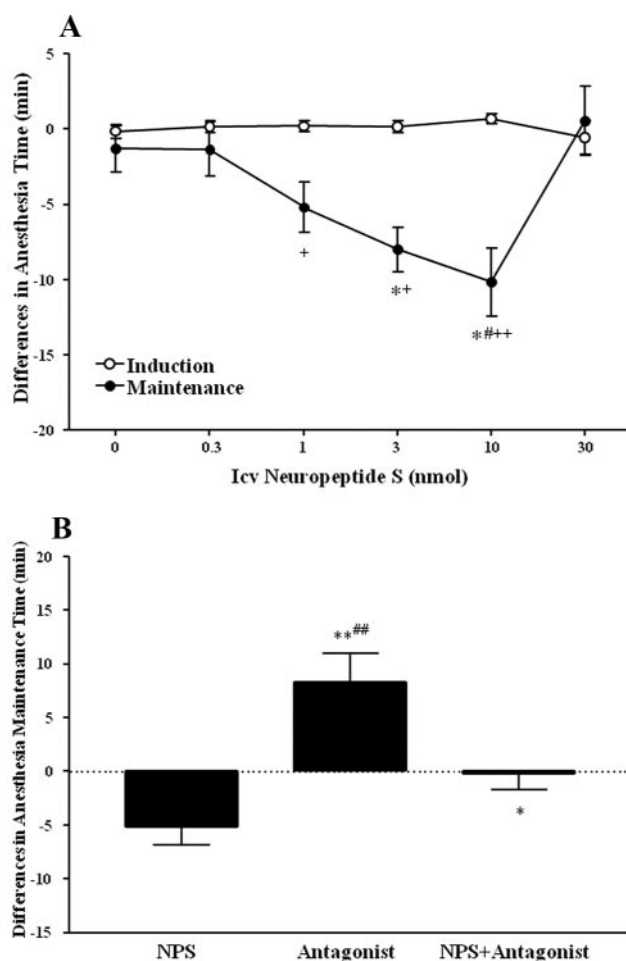 A
Differences in Anesthesia Time (min)
5
0
-5
-10
-15
-20
+
*+
*#++
Induction
Maintenance
0 0.3 1 3 10 30
Icv Neuropeptide S (nmol)
B
Differences in Anesthesia Maintenance Time (min)
20
15
10
5
0
-5
-10
-15
**##
*
NPS Antagonist NPS+Antagonist